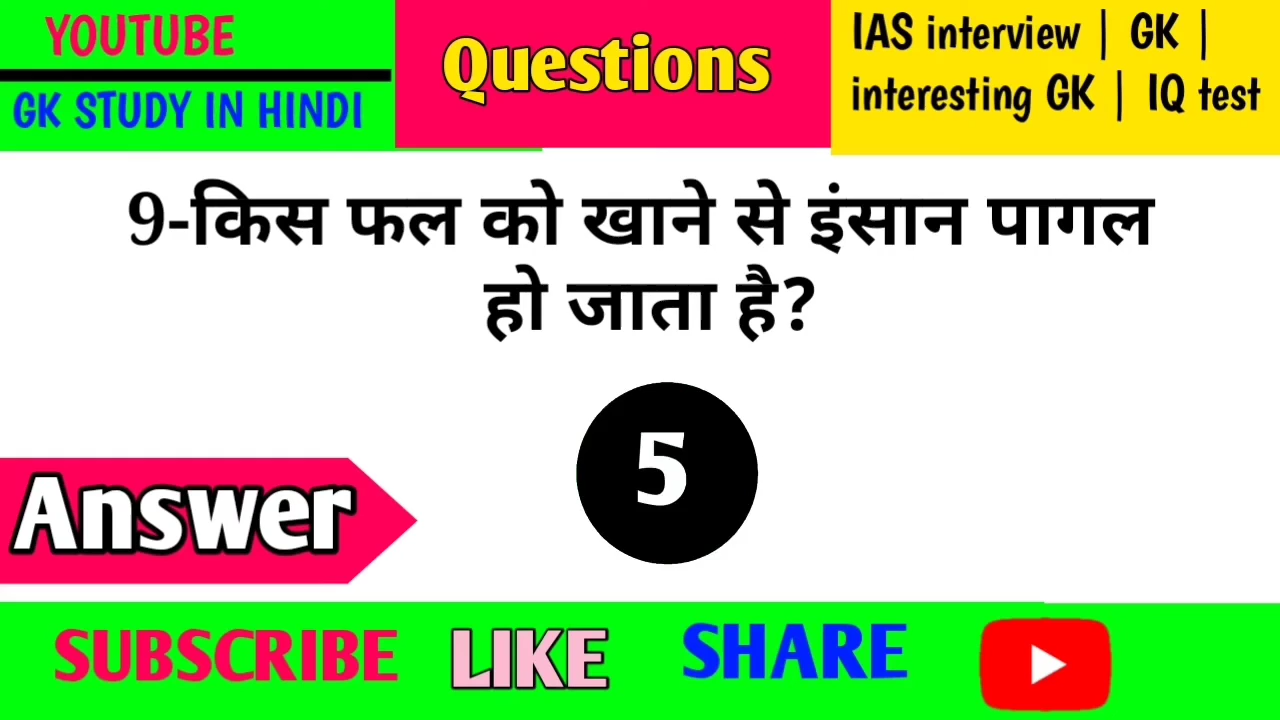 YOUTUBE
GK STUDY IN HINDI
Questions
IAS interview | GK |
interesting GK | IQ test
9-किस फल को खाने से इंसान पागल
हो जाता है?
5
Answer
SUBSCRIBE
LIKE
SHARE